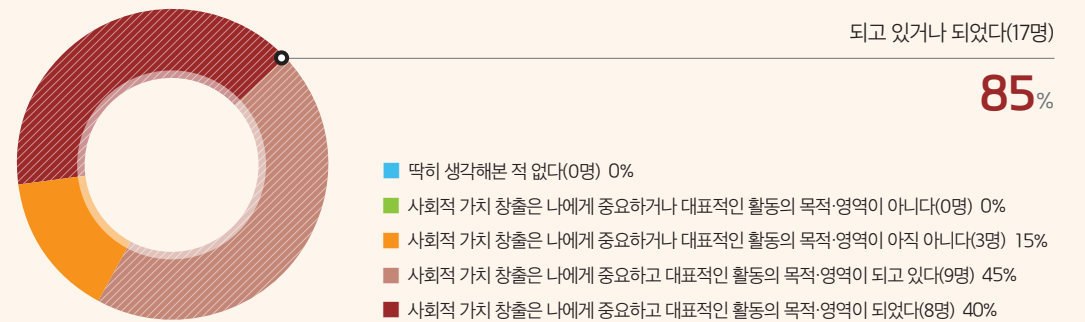 되고 있거나 되었다(17명)
85%
딱히 생각해본 적 없다(0명) 0%
사회적 가치 창출은 나에게 중요하거나 대표적인 활동의 목적·영역이 아니다(0명) 0%
사회적 가치 창출은 나에게 중요하거나 대표적인 활동의 목적·영역이 아직 아니다(3명) 15%
사회적 가치 창출은 나에게 중요하고 대표적인 활동의 목적·영역이 되고 있다(9명) 45%
사회적 가치 창출은 나에게 중요하고 대표적인 활동의 목적·영역이 되었다(8명) 40%